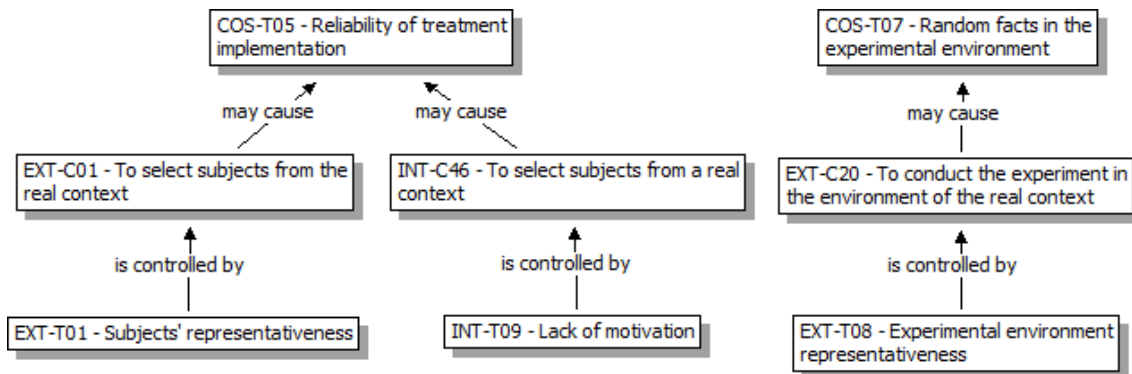 COS-T05 - Reliability of treatment
implementation
COS-T07 - Random facts in the
experimental environment
may cause
may cause
may cause
EXT-C01 - To select subjects from the
real context
INT-C46 - To select subjects from a real
context
EXT-C20 - To conduct the experiment in
the environment of the real context
is controlled by
is controlled by
is controlled by
EXT-T01 - Subjects' representativeness
INT-T09 - Lack of motivation
EXT-T08 - Experimental environment
representativeness